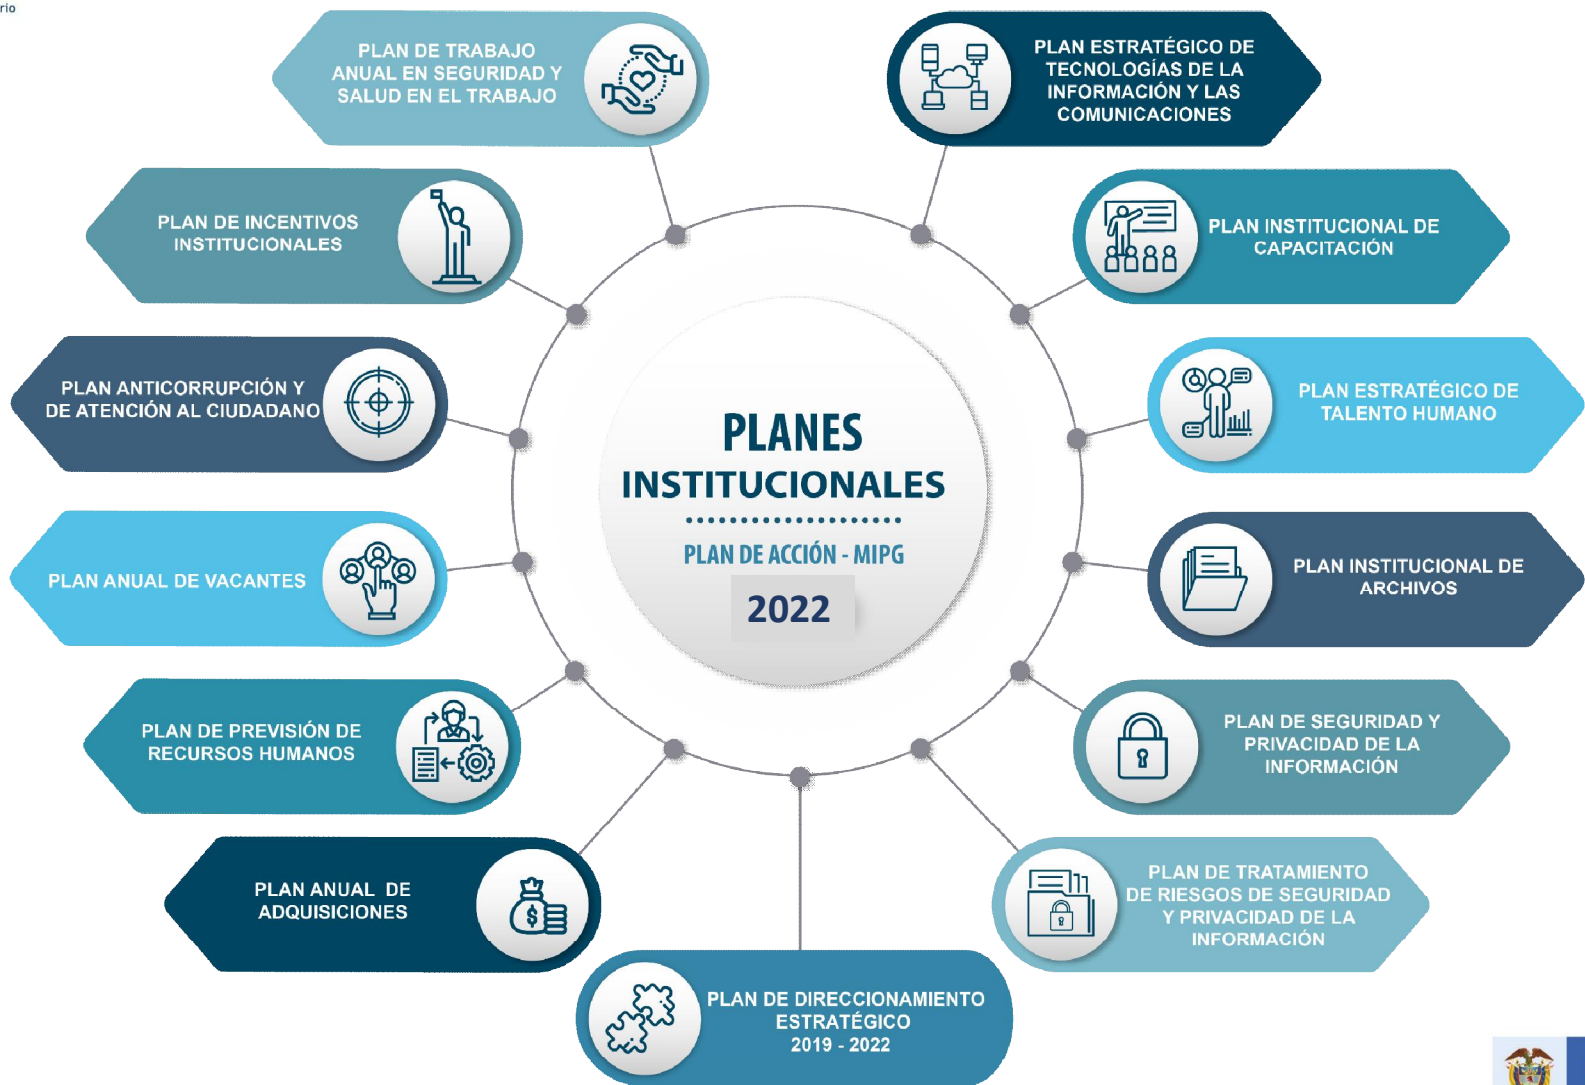 rio
PLAN DE TRABAJO
ANUAL EN SEGURIDAD Y
SALUD EN EL TRABAJO
PLAN ESTRATÉGICO DE
TECNOLOGÍAS DE LA
INFORMACIÓN Y LAS
COMUNICACIONES
PLAN DE INCENTIVOS
INSTITUCIONALES
PLAN INSTITUCIONAL DE
CAPACITACIÓN
PLAN ANTICORRUPCIÓN Y
DE ATENCIÓN AL CIUDADANO
PLAN ESTRATÉGICO DE
TALENTO HUMANO
PLANES
INSTITUCIONALES
PLAN DE ACCIÓN - MIPG
2022
PLAN ANUAL DE VACANTES
PLAN INSTITUCIONAL DE
ARCHIVOS
PLAN DE PREVISIÓN DE
RECURSOS HUMANOS
PLAN DE SEGURIDAD Y
PRIVACIDAD DE LA
INFORMACIÓN
PLAN ANUAL DE
ADQUISICIONES
$
PLAN DE TRATAMIENTO
DE RIESGOS DE SEGURIDAD
Y PRIVACIDAD DE LA
INFORMACIÓN
PLAN DE DIRECCIONAMIENTO
ESTRATÉGICO
2019 - 2022